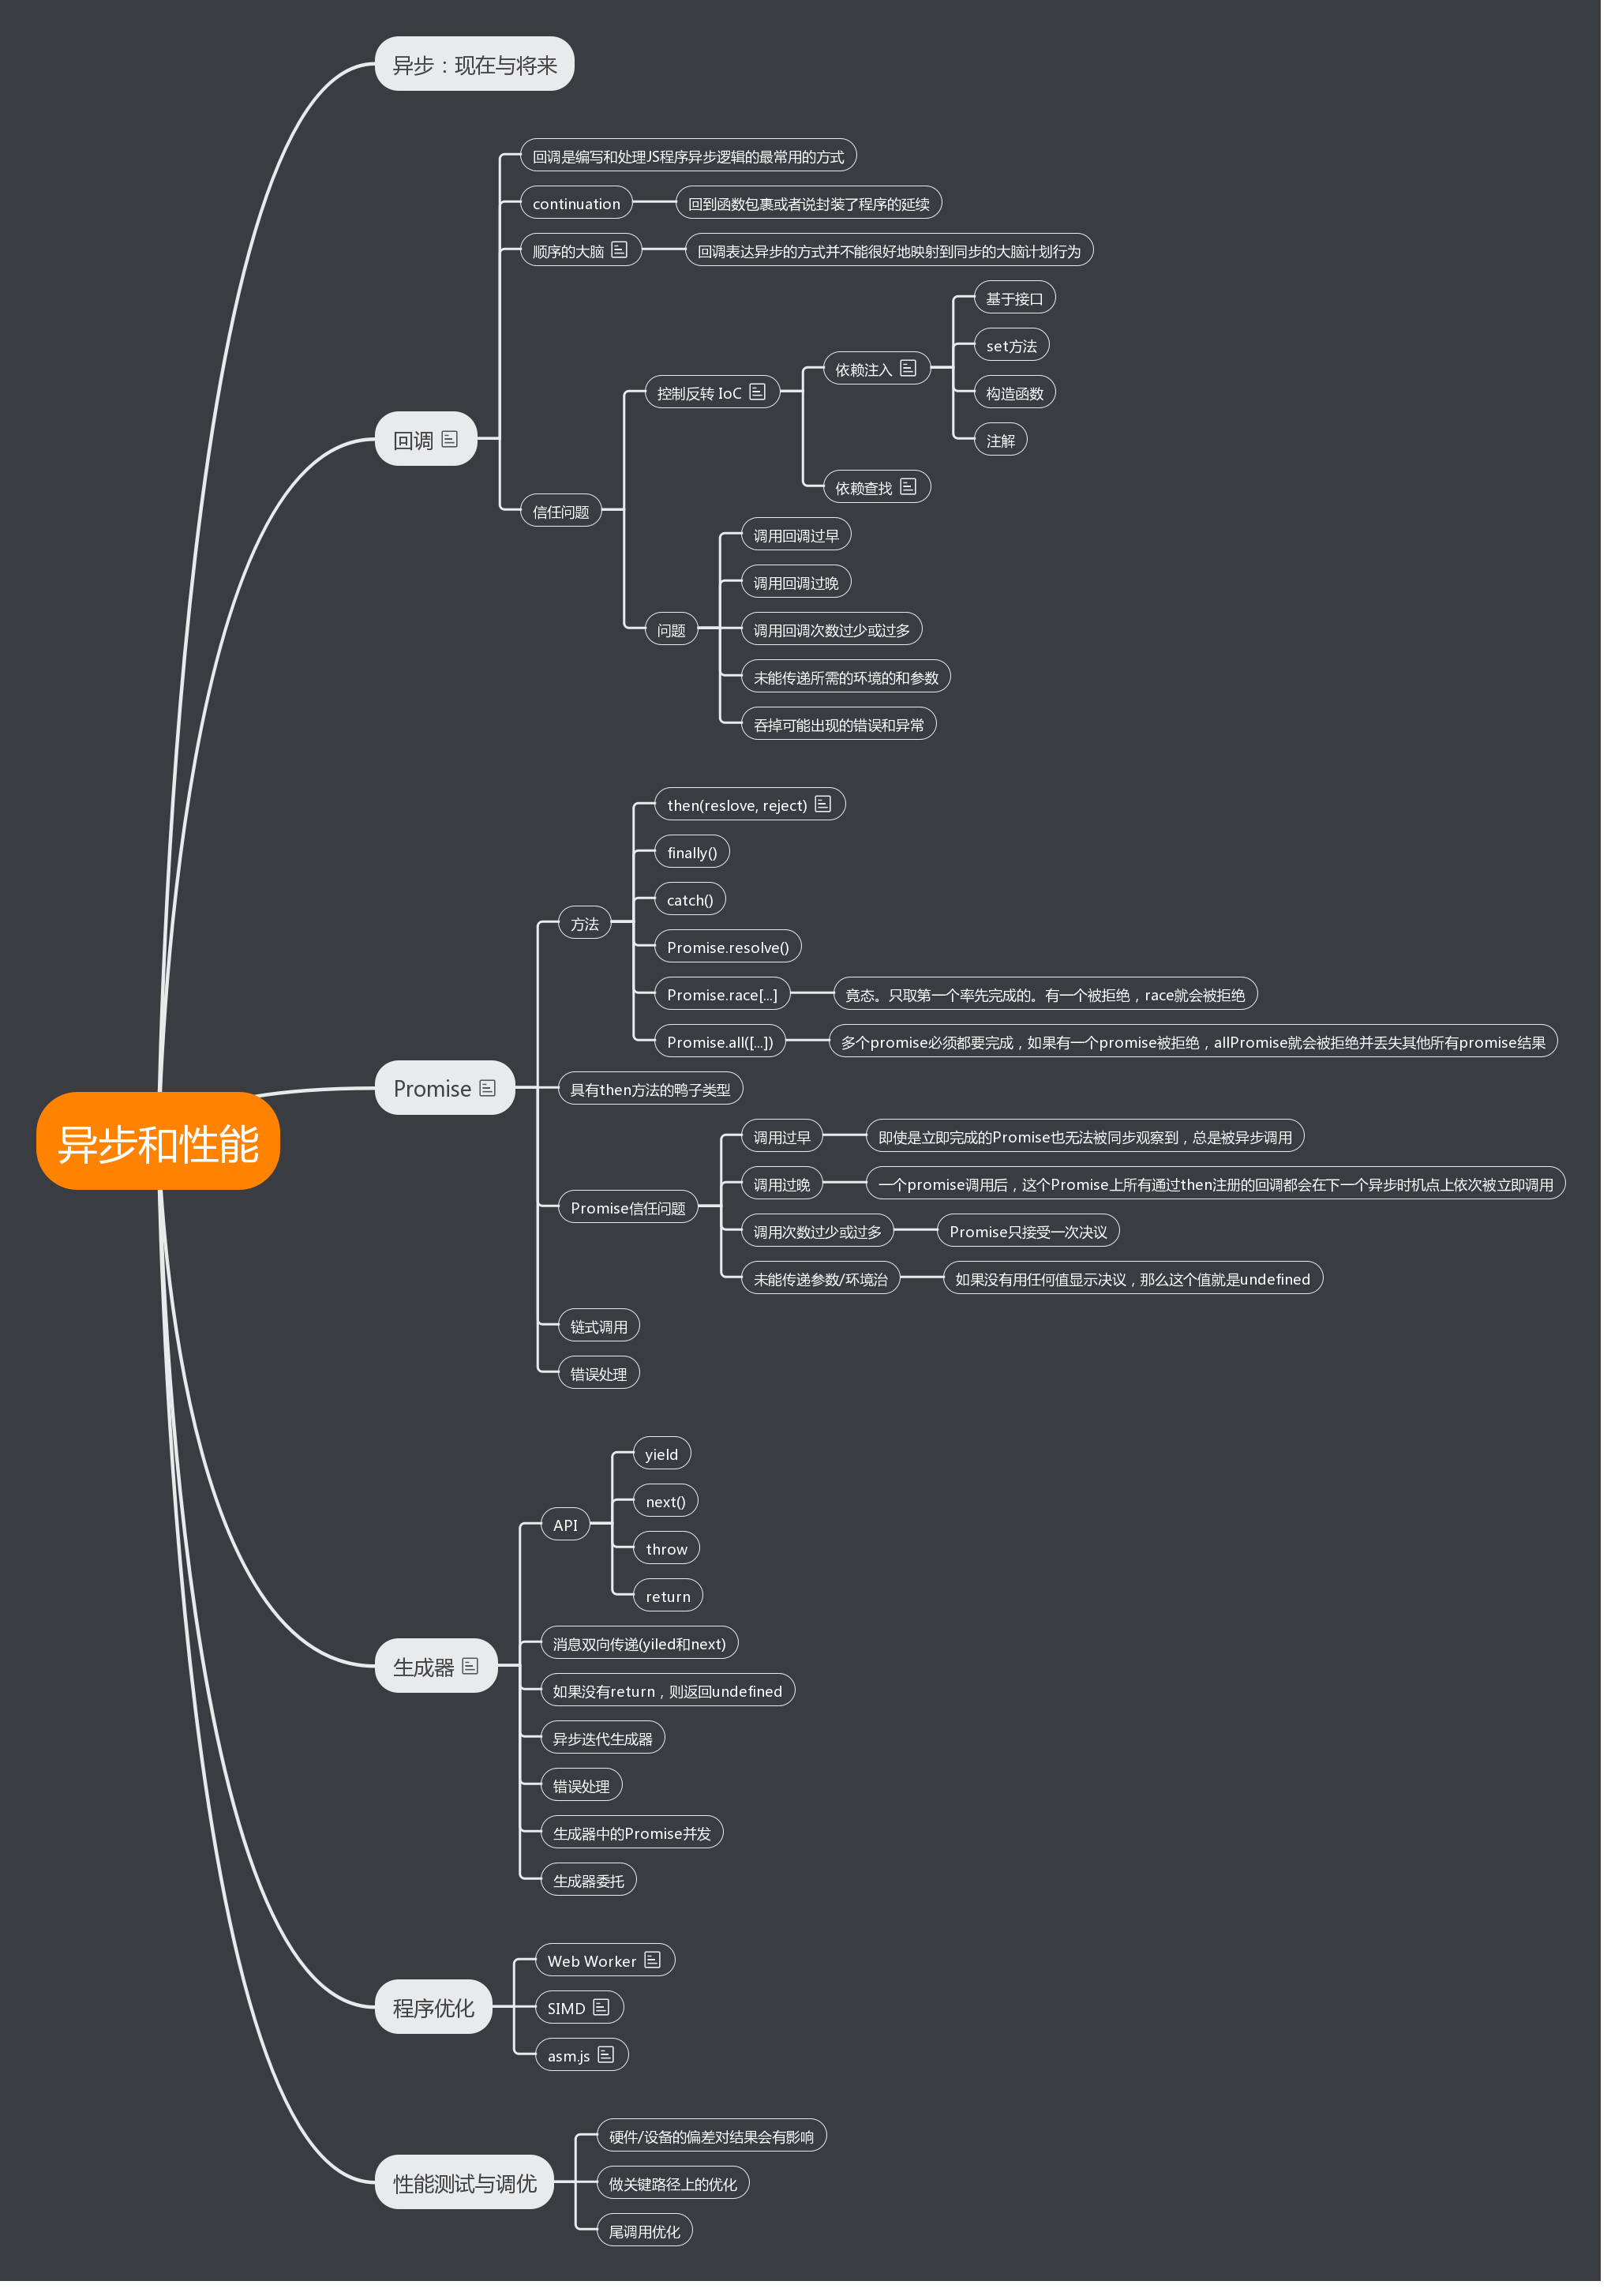 异步：现在与将来
回调是编写和处理JS程序异步逻辑的最常用的方式
continuation
回到函数包裹或者说封装了程序的延续
顺序的大脑
回调表达异步的方式并不能很好地映射到同步的大脑计划行为
基于接口
set方法
依赖注入
控制反转 IoC
构造函数
回调
注解
依赖查找
信任问题
调用回调过早
调用回调过晚
问题
调用回调次数过少或过多
未能传递所需的环境的和参数
吞掉可能出现的错误和异常
then(reslove, reject)
finally()
catch()
方法
Promise.resolve()
Promise.race[...]
竟态。只取第一个率先完成的。有一个被拒绝，race就会被拒绝
Promise.all([...])
多个promise必须都要完成，如果有一个promise被拒绝，allPromise就会被拒绝并丢失其他所有promise结果
Promise
具有then方法的鸭子类型
异步和性能
调用过早
即使是立即完成的Promise也无法被同步观察到，总是被异步调用
调用过晚
一个promise调用后，这个Promise上所有通过then注册的回调都会在下一个异步时机点上依次被立即调用
Promise信任问题
调用次数过少或过多
Promise只接受一次决议
未能传递参数/环境治
如果没有用任何值显示决议，那么这个值就是undefined
链式调用
错误处理
yield
next()
API
throw
return
消息双向传递(yiled和next)
生成器
如果没有return，则返回undefined
异步迭代生成器
错误处理
生成器中的Promise并发
生成器委托
Web Worker
程序优化
SIMD
asm.js
硬件/设备的偏差对结果会有影响
性能测试与调优
做关键路径上的优化
尾调用优化